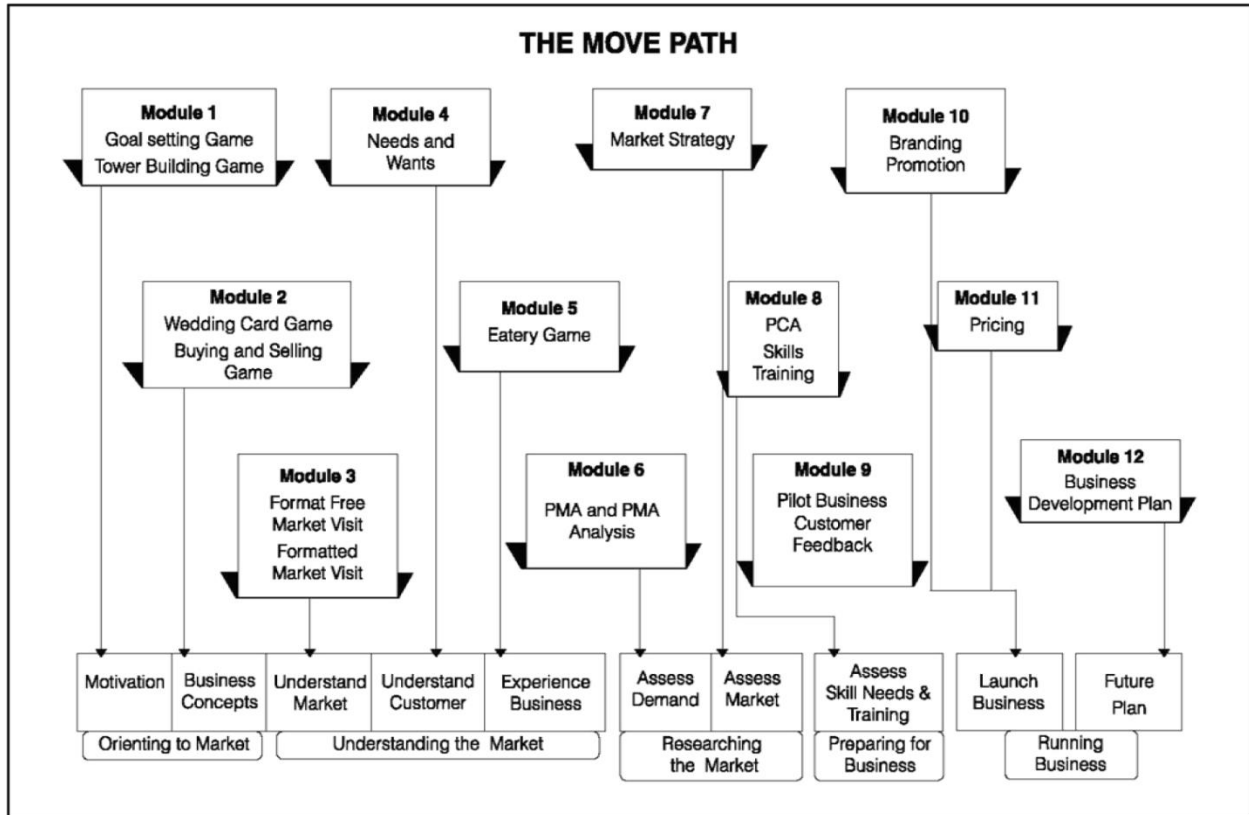 THE MOVE PATH
Module 1
Goal setting Game
Tower Building Game
Module 4
Needs and
Wants
Module 7
Market Strategy
Module 10
Branding
Promotion
Module 2
Wedding Card Game
Buying and Selling
Game
Module 5
Eatery Game
Module 8
PCA
Skills
Training
Module 11
Pricing
Module 3
Format Free
Market Visit
Formatted
Market Visit
Module 6
PMA and PMA
Analysis
Module 9
Pilot Business
Customer
Feedback
Module 12
Business
Development Plan
Motivation
Business
Concepts
Understand
Market
Understand
Customer
Experience
Business
Assess
Demand
Assess
Market
Assess
Skill Needs &
Training
Launch
Business
Future
Plan
Orienting to Market
Understanding the Market
Researching
the Market
Preparing for
Business
Running
Business